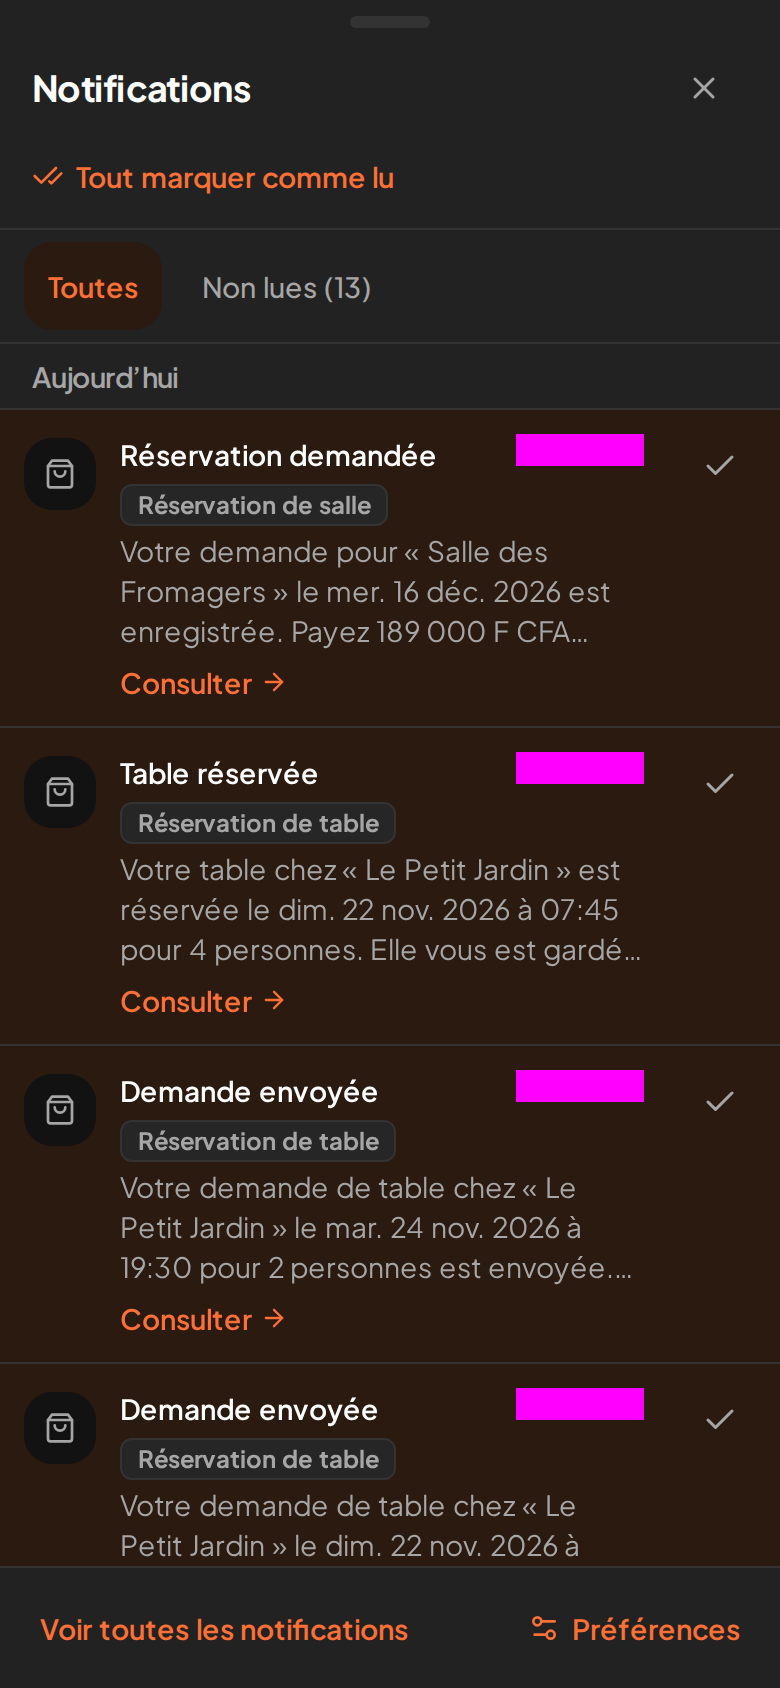 Notifications
Tout marquer comme lu
Toutes
Non lues (13)
Aujourd’hui
Réservation demandée
Réservation de salle
Votre demande pour « Salle des
Fromagers » le mer. 16 déc. 2026 est
enregistrée. Payez 189 000 F CFA…
Consulter
Table réservée
Réservation de table
Votre table chez « Le Petit Jardin » est
réservée le dim. 22 nov. 2026 à 07:45
pour 4 personnes. Elle vous est gardé…
Consulter
Demande envoyée
Réservation de table
Votre demande de table chez « Le
Petit Jardin » le mar. 24 nov. 2026 à
19:30 pour 2 personnes est envoyée.…
Consulter
Demande envoyée
Réservation de table
Votre demande de table chez « Le
Petit Jardin » le dim. 22 nov. 2026 à
Voir toutes les notifications
Préférences